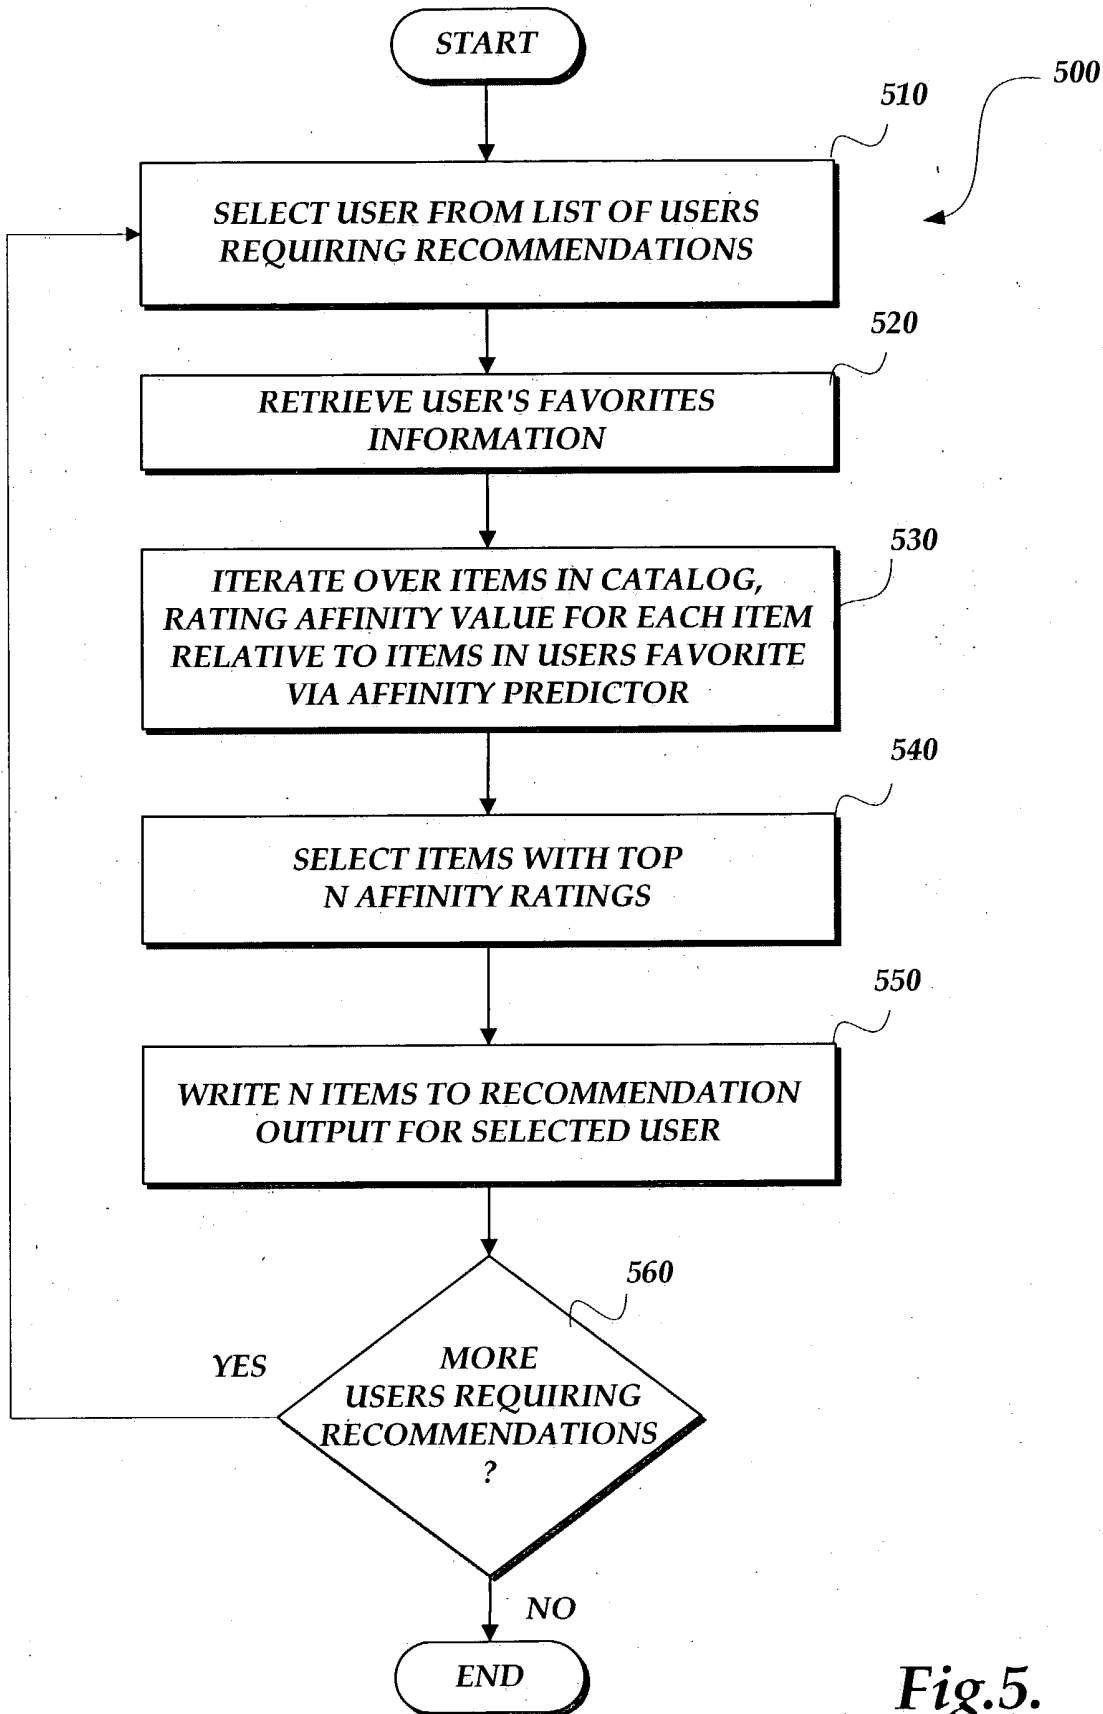 START
500
510
SELECT USER FROM LIST OF USERS
REQUIRING RECOMMENDATIONS
520
RETRIEVE USER'S FAVORITES
INFORMATION
530
ITERATE OVER ITEMS IN CATALOG,
RATING AFFINITY VALUE FOR EACH ITEM
RELATIVE TO ITEMS IN USERS FAVORITE
VIA AFFINITY PREDICTOR
540
SELECT ITEMS WITH TOP
N AFFINITY RATINGS
550
WRITE N ITEMS TO RECOMMENDATION
OUTPUT FOR SELECTED USER
560
YES
MORE
USERS REQUIRING
RECOMMENDATIONS
?
NO
END
Fig.5.